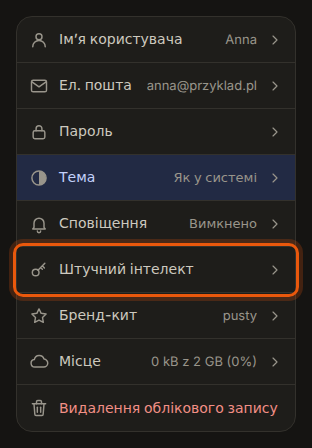 Ім’я користувача Anna
Ел. пошта anna@przyklad.pl
Пароль
Тема Як у системі
Сповіщення Вимкнено
Штучний інтелект
Бренд-кит pusty
Місце 0 kB z 2 GB (0%)
Видалення облікового запису